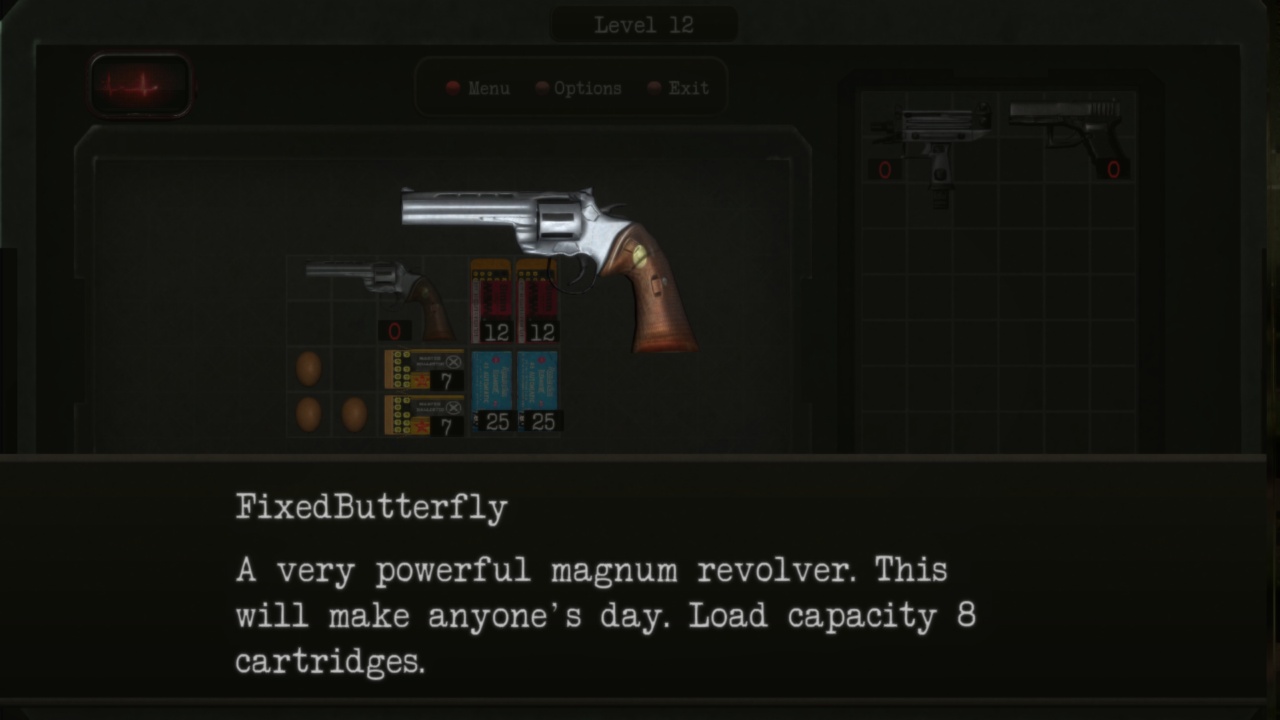 Level 12
Menu Options Exit
0 0
0 12 12
7
7 25 25
FixedButterfly
A very powerful magnum revolver. This
will make anyone's day. Load capacity 8
cartridges.